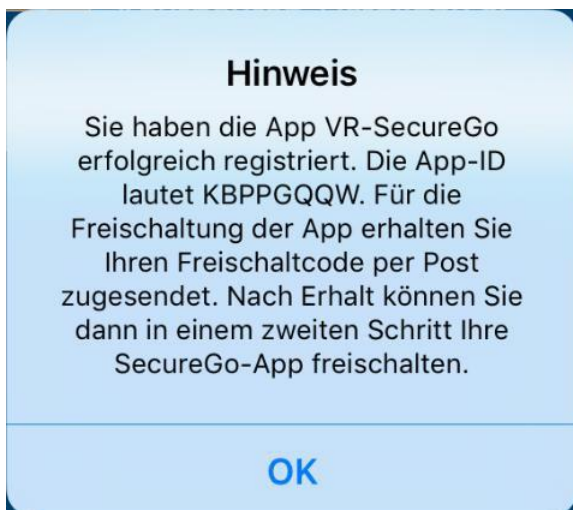 Hinweis
Sie haben die App VR-SecureGo
erfolgreich registriert. Die App-ID
lautet KBPPGQQW. Für die
Freischaltung der App erhalten Sie
Ihren Freischaltcode per Post
zugesendet. Nach Erhalt können Sie
dann in einem zweiten Schritt Ihre
SecureGo-App freischalten.
OK